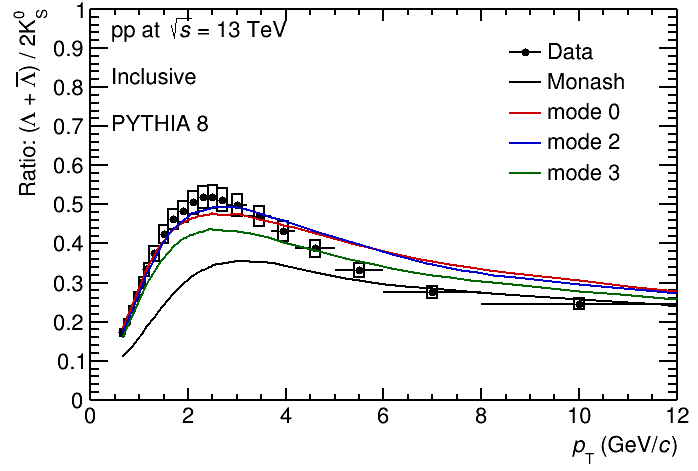 Ratio: (Λ + Λ̅) / 2K⁰_S
pp at √s = 13 TeV
Inclusive
PYTHIA 8
Data
Monash
mode 0
mode 2
mode 3
1
0.9
0.8
0.7
0.6
0.5
0.4
0.3
0.2
0.1
0
0 2 4 6 8 10 12
p_T (GeV/c)